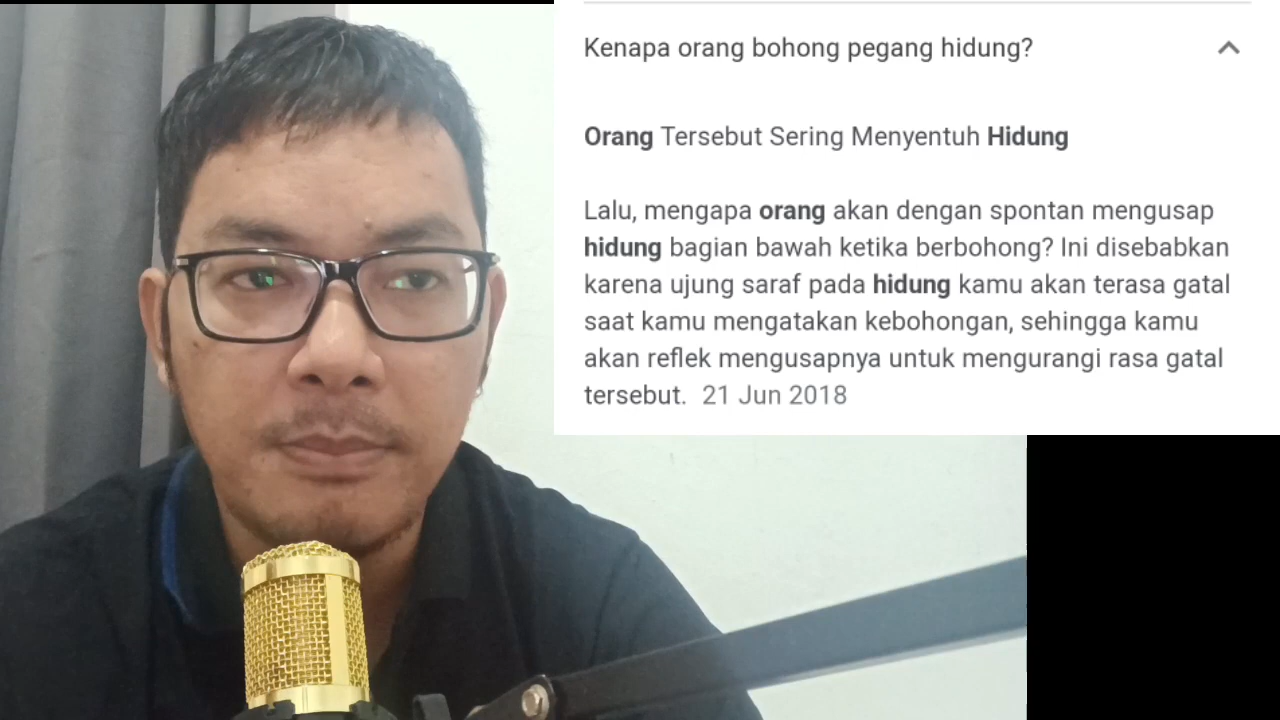 Kenapa orang bohong pegang hidung?
Orang Tersebut Sering Menyentuh Hidung
Lalu, mengapa orang akan dengan spontan mengusap
hidung bagian bawah ketika berbohong? Ini disebabkan
karena ujung saraf pada hidung kamu akan terasa gatal
saat kamu mengatakan kebohongan, sehingga kamu
akan reflek mengusapnya untuk mengurangi rasa gatal
tersebut. 21 Jun 2018